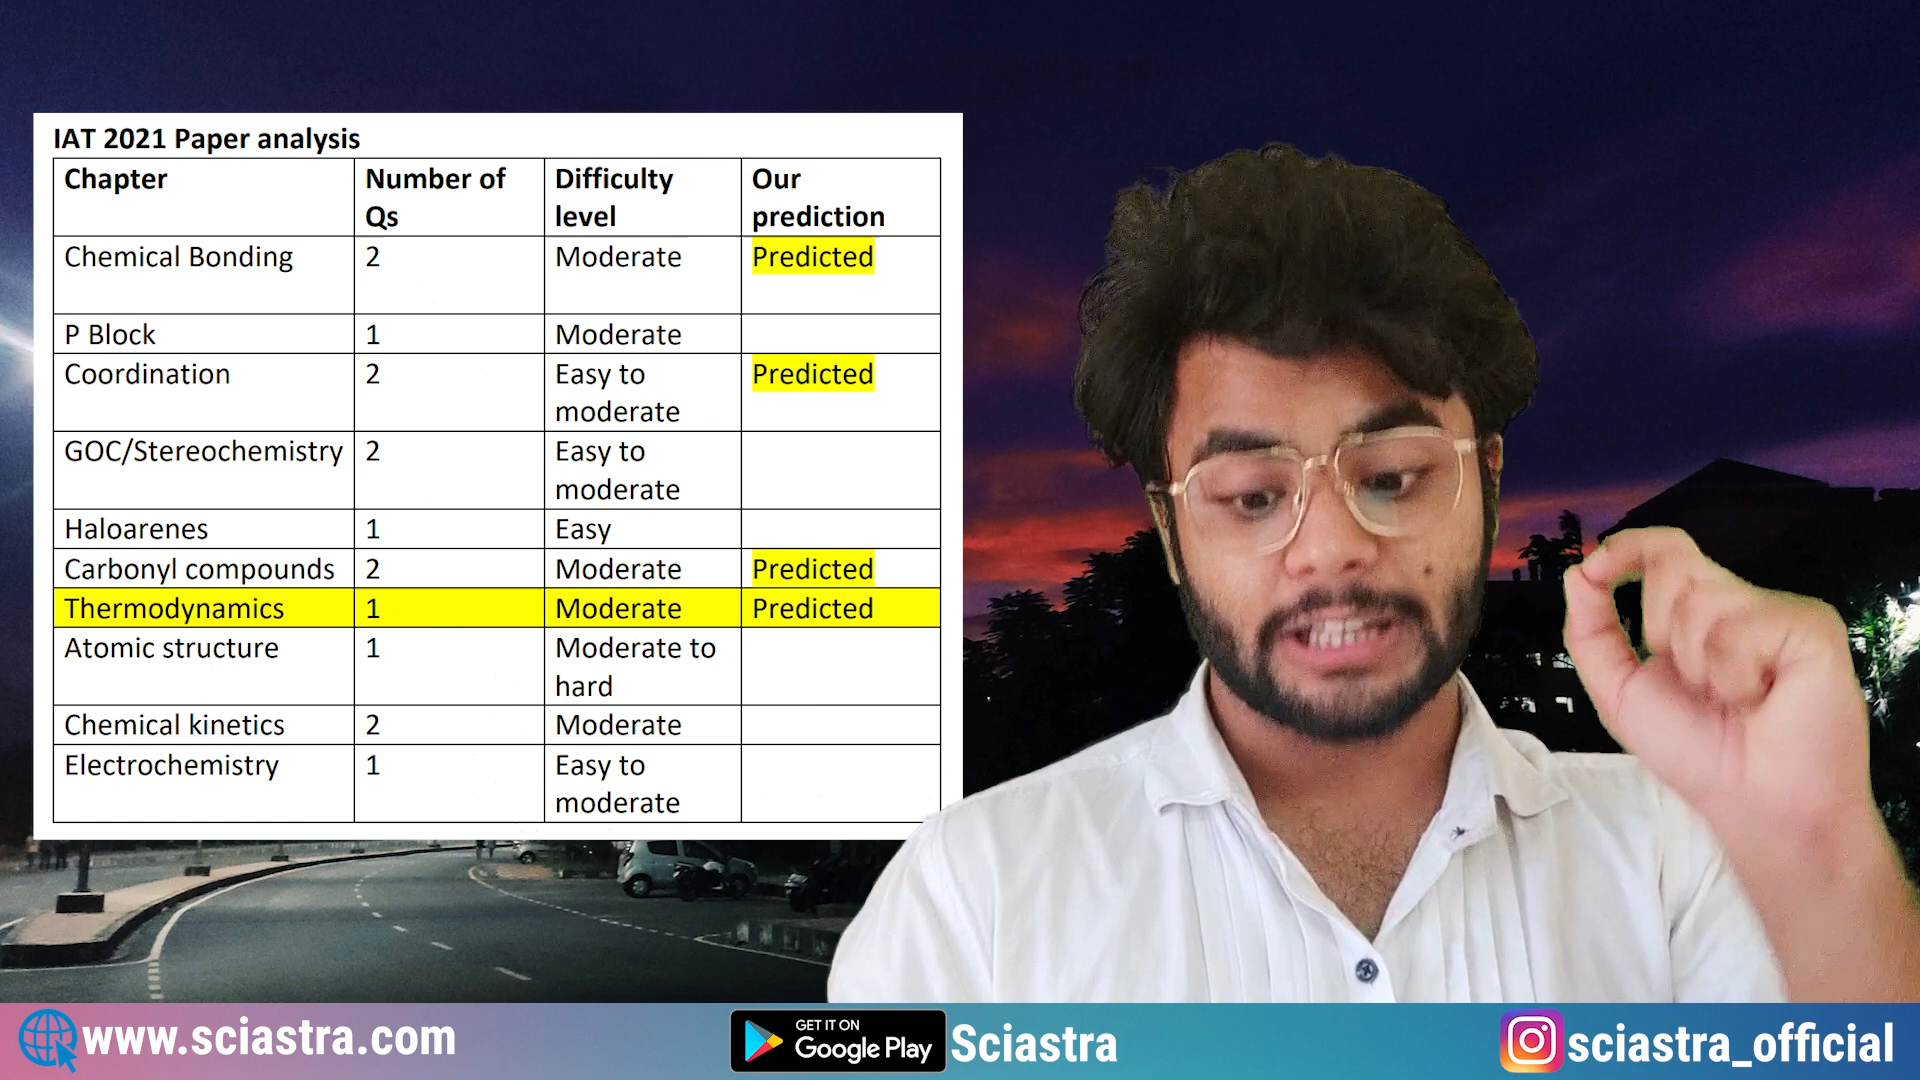 IAT 2021 Paper analysis
Chapter Number of Qs Difficulty level Our prediction
Chemical Bonding 2 Moderate Predicted
P Block 1 Moderate
Coordination 2 Easy to moderate Predicted
GOC/Stereochemistry 2 Easy to moderate
Haloarenes 1 Easy
Carbonyl compounds 2 Moderate Predicted
Thermodynamics 1 Moderate Predicted
Atomic structure 1 Moderate to hard
Chemical kinetics 2 Moderate
Electrochemistry 1 Easy to moderate
www.sciastra.com GET IT ON Google Play Sciastra sciastra_official